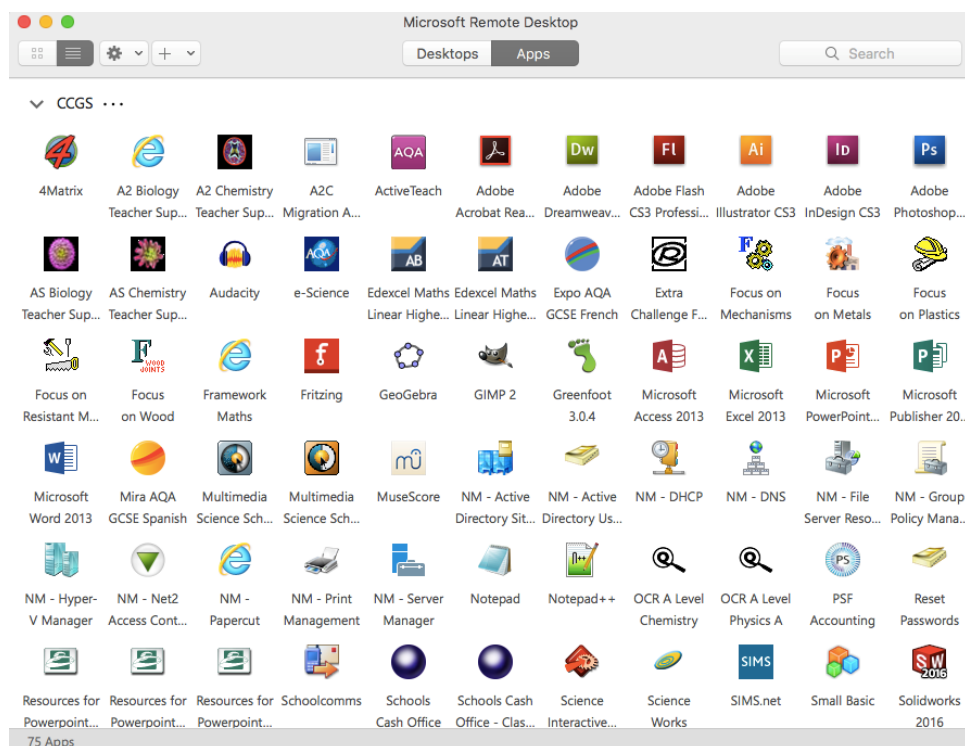 Microsoft Remote Desktop
Desktops Apps Search
CCGS ...
4 AQA Dw Fl Ai ID Ps
4Matrix A2 Biology A2 Chemistry A2C ActiveTeach Adobe Adobe Adobe Flash Adobe Adobe Adobe
Teacher Sup... Teacher Sup... Migration A... Acrobat Rea... Dreamweav... CS3 Professi... Illustrator CS3 InDesign CS3 Photoshop...
AQA AB AT F
AS Biology AS Chemistry Audacity e-Science Edexcel Maths Edexcel Maths Expo AQA Extra Focus on Focus Focus
Teacher Sup... Teacher Sup... Linear Highe... Linear Highe... GCSE French Challenge F... Mechanisms on Metals on Plastics
F WOOD JOINTS f A X P P
Focus on Focus Framework Fritzing GeoGebra GIMP 2 Greenfoot Microsoft Microsoft Microsoft Microsoft
Resistant M... on Wood Maths 3.0.4 Access 2013 Excel 2013 PowerPoint... Publisher 20...
W mu
Microsoft Mira AQA Multimedia Multimedia MuseScore NM - Active NM - Active NM - DHCP NM - DNS NM - File NM - Group
Word 2013 GCSE Spanish Science Sch... Science Sch... Directory Sit... Directory Us... Server Reso... Policy Mana...
N++ PS
NM - Hyper- NM - Net2 NM - NM - Print NM - Server Notepad Notepad++ OCR A Level OCR A Level PSF Reset
V Manager Access Cont... Papercut Management Manager Chemistry Physics A Accounting Passwords
SIMS SW 2016
Resources for Resources for Resources for Schoolcomms Schools Schools Cash Science Science SIMS.net Small Basic Solidworks
Powerpoint... Powerpoint... Powerpoint... Cash Office Office - Clas... Interactive... Works 2016
75 Apps